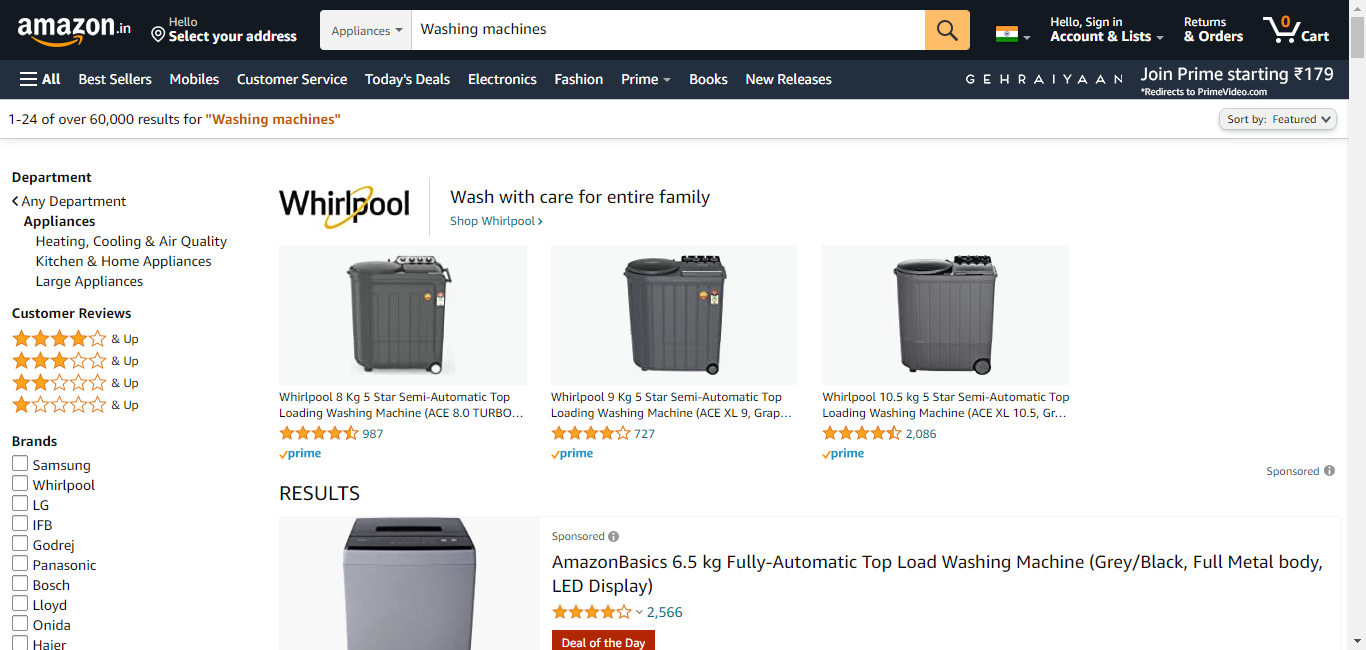 amazon.in
Hello
Select your address
Appliances
Washing machines
Hello, Sign in
Account & Lists
Returns
& Orders
0
Cart
All
Best Sellers
Mobiles
Customer Service
Today's Deals
Electronics
Fashion
Prime
Books
New Releases
GEHRAIYAAN
Join Prime starting ₹179
*Redirects to PrimeVideo.com
1-24 of over 60,000 results for "Washing machines"
Sort by: Featured
Department
Any Department
Appliances
Heating, Cooling & Air Quality
Kitchen & Home Appliances
Large Appliances
Customer Reviews
& Up
& Up
& Up
& Up
Brands
Samsung
Whirlpool
LG
IFB
Godrej
Panasonic
Bosch
Lloyd
Onida
Haier
Whirlpool
Wash with care for entire family
Shop Whirlpool ›
Whirlpool 8 Kg 5 Star Semi-Automatic Top
Loading Washing Machine (ACE 8.0 TURBO…
987
prime
Whirlpool 9 Kg 5 Star Semi-Automatic Top
Loading Washing Machine (ACE XL 9, Grap…
727
prime
Whirlpool 10.5 kg 5 Star Semi-Automatic Top
Loading Washing Machine (ACE XL 10.5, Gr…
2,086
prime
Sponsored
RESULTS
Sponsored
AmazonBasics 6.5 kg Fully-Automatic Top Load Washing Machine (Grey/Black, Full Metal body,
LED Display)
2,566
Deal of the Day